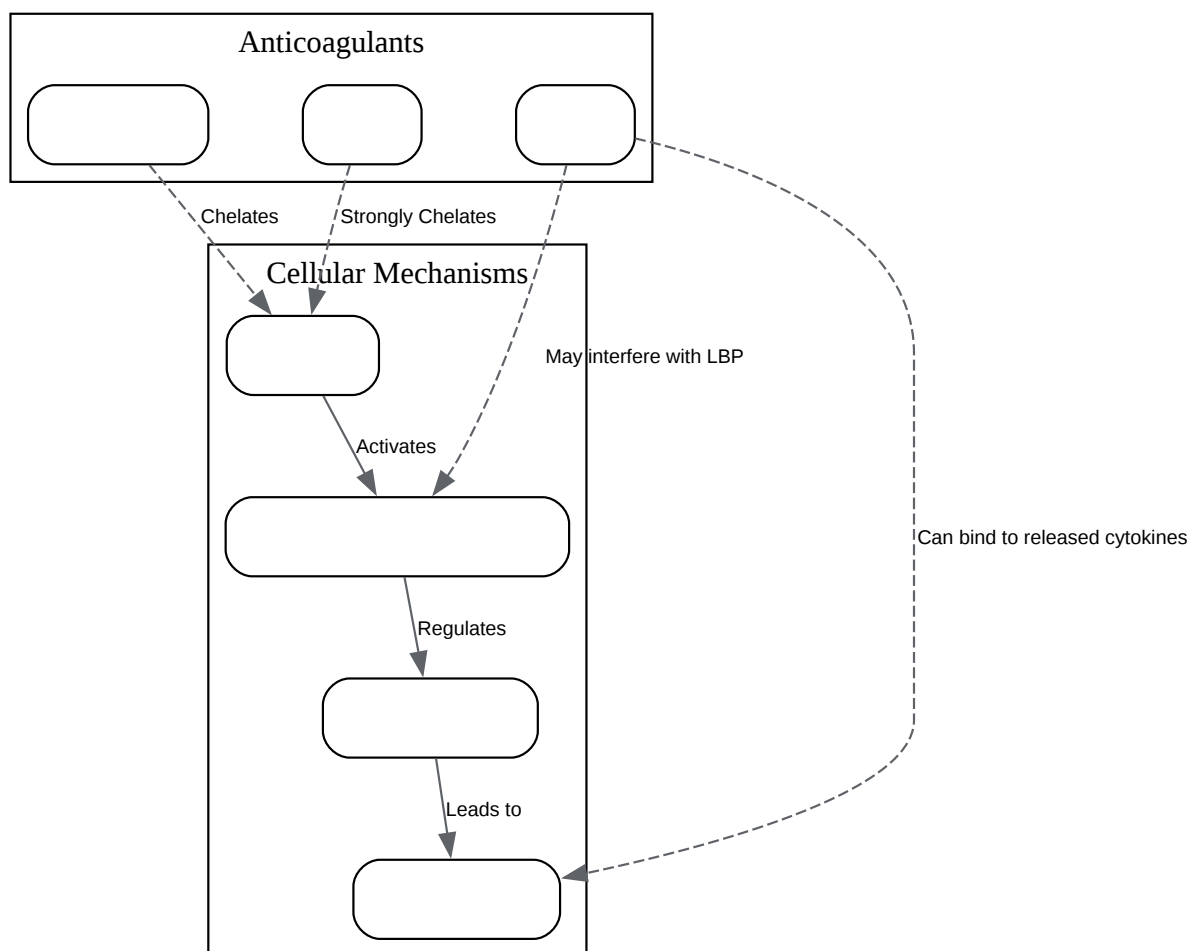 Anticoagulants
Chelates
Strongly Chelates
Cellular Mechanisms
May interfere with LBP
Activates
Can bind to released cytokines
Regulates
Leads to